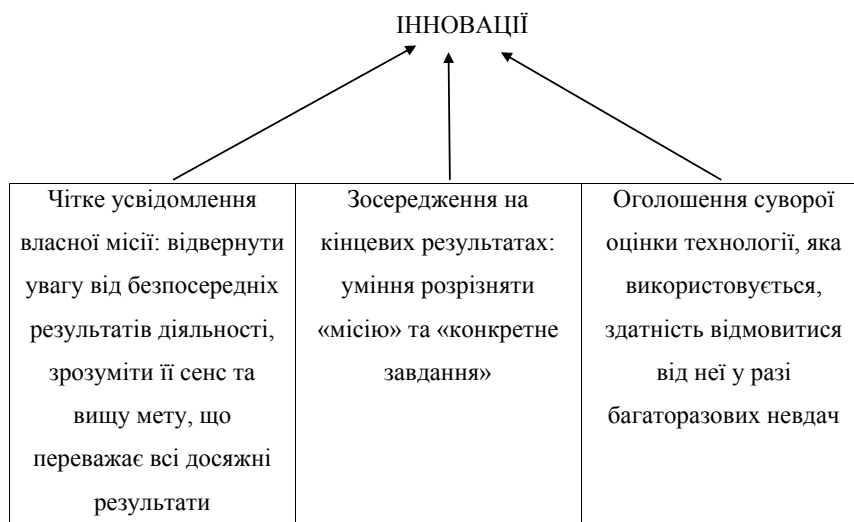 ІННОВАЦІЇ
Чітке усвідомлення
власної місії: відвернути
увагу від безпосередніх
результатів діяльності,
зрозуміти її сенс та
вищу мету, що
переважає всі досяжні
результати
Зосередження на
кінцевих результатах:
уміння розрізняти
«місію» та «конкретне
завдання»
Оголошення суворої
оцінки технології, яка
використовується,
здатність відмовитися
від неї у разі
багаторазових невдач